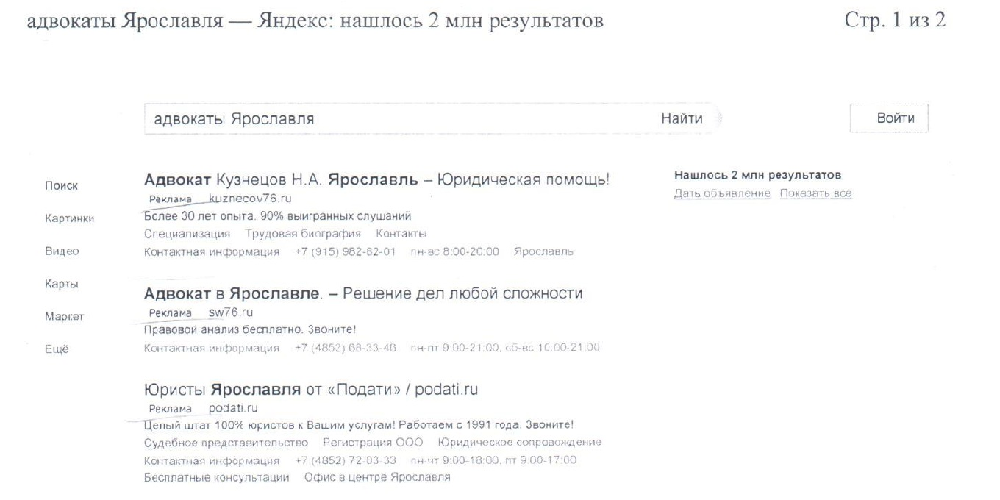 адвокаты Ярославля — Яндекс: нашлось 2 млн результатов
Стр. 1 из 2
адвокаты Ярославля
Найти
Войти
Поиск
Картинки
Видео
Карты
Маркет
Ещё
Адвокат Кузнецов Н.А. Ярославль – Юридическая помощь!
Реклама kuznecov76.ru
Более 30 лет опыта. 90% выигранных слушаний
Специализация Трудовая биография Контакты
Контактная информация +7 (915) 982-82-01 пн-вс 8:00-20:00 Ярославль
Адвокат в Ярославле. – Решение дел любой сложности
Реклама sw76.ru
Правовой анализ бесплатно. Звоните!
Контактная информация +7 (4852) 68-33-46 пн-пт 9:00-21:00, сб-вс 10:00-21:00
Юристы Ярославля от «Подати» / podati.ru
Реклама podati.ru
Целый штат 100% юристов к Вашим услугам! Работаем с 1991 года. Звоните!
Судебное представительство Регистрация ООО Юридическое сопровождение
Контактная информация +7 (4852) 72-03-33 пн-чт 9:00-18:00, пт 9:00-17:00
Бесплатные консультации Офис в центре Ярославля
Нашлось 2 млн результатов
Дать объявление Показать все